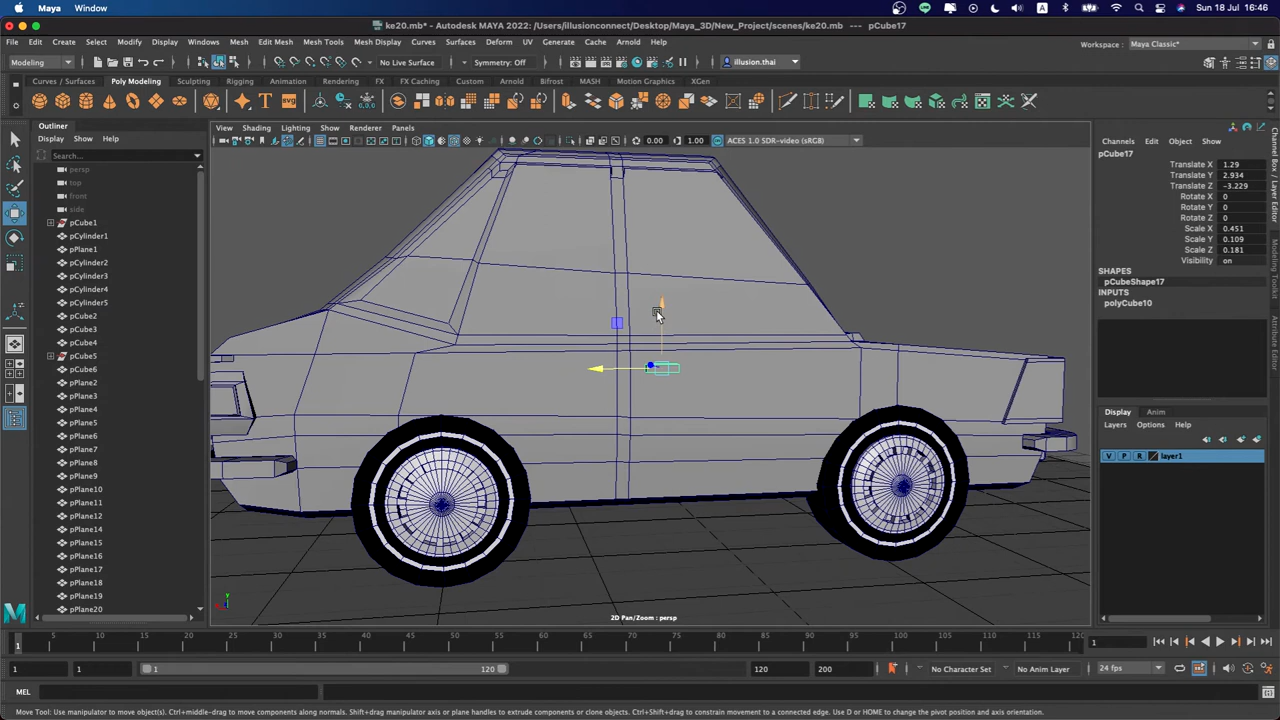 Maya Window
A
Sun 18 Jul 16:46
ke20.mb* - Autodesk MAYA 2022: /Users/illusionconnect/Desktop/Maya_3D/New_Project/scenes/ke20.mb --- pCube17
File Edit Create Select Modify Display Windows Mesh Edit Mesh Mesh Tools Mesh Display Curves Surfaces Deform UV Generate Cache Arnold Help
Workspace : Maya Classic*
Modeling
No Live Surface
Symmetry: Off
illusion.thai
Curves / Surfaces Poly Modeling Sculpting Rigging Animation Rendering FX FX Caching Custom Arnold Bifrost MASH Motion Graphics XGen
Outliner
Display Show Help
Search...
persp
top
front
side
pCube1
pCylinder1
pPlane1
pCylinder2
pCylinder3
pCylinder4
pCylinder5
pCube2
pCube3
pCube4
pCube5
pCube6
pPlane2
pPlane3
pPlane4
pPlane5
pPlane6
pPlane7
pPlane8
pPlane9
pPlane10
pPlane11
pPlane12
pPlane14
pPlane15
pPlane16
pPlane17
pPlane18
pPlane19
pPlane20
View Shading Lighting Show Renderer Panels
0.00
1.00
ACES 1.0 SDR-video (sRGB)
2D Pan/Zoom : persp
Channels Edit Object Show
pCube17
Translate X 1.29
Translate Y 2.934
Translate Z -3.229
Rotate X 0
Rotate Y 0
Rotate Z 0
Scale X 0.451
Scale Y 0.109
Scale Z 0.181
Visibility on
SHAPES
pCubeShape17
INPUTS
polyCube10
Display Anim
Layers Options Help
V P R layer1
Channel Box / Layer Editor
Modeling Toolkit
Attribute Editor
5 10 15 20 25 30 35 40 45 50 55 60 65 70 75 80 85 90 95 100 105 110 115 120
1
1
1
1
1
120
120
200
No Character Set
No Anim Layer
24 fps
MEL
Move Tool: Use manipulator to move object(s). Ctrl+middle-drag to move components along normals. Shift+drag manipulator axis or plane handles to extrude components or clone objects. Ctrl+Shift+drag to constrain movement to a connected edge. Use D or HOME to change the pivot position and axis orientation.